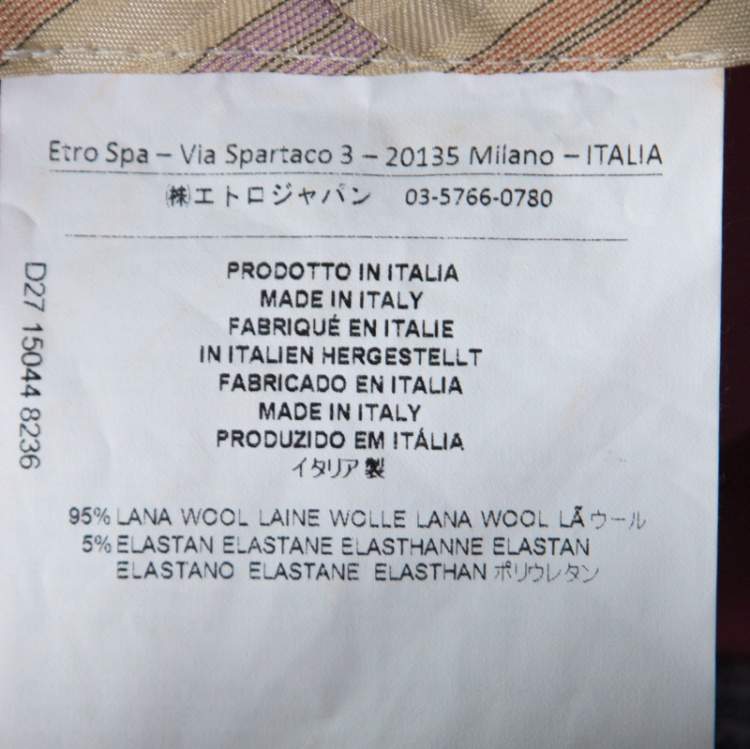 Etro Spa – Via Spartaco 3 – 20135 Milano – ITALIA
㈱エトロジャパン 03-5766-0780
D27 15044 8236
PRODOTTO IN ITALIA
MADE IN ITALY
FABRIQUÉ EN ITALIE
IN ITALIEN HERGESTELLT
FABRICADO EN ITALIA
MADE IN ITALY
PRODUZIDO EM ITÁLIA
イタリア製
95% LANA WOOL LAINE WOLLE LANA WOOL LÃ ウール
5% ELASTAN ELASTANE ELASTHANNE ELASTAN
ELASTANO ELASTANE ELASTHAN ポリウレタン